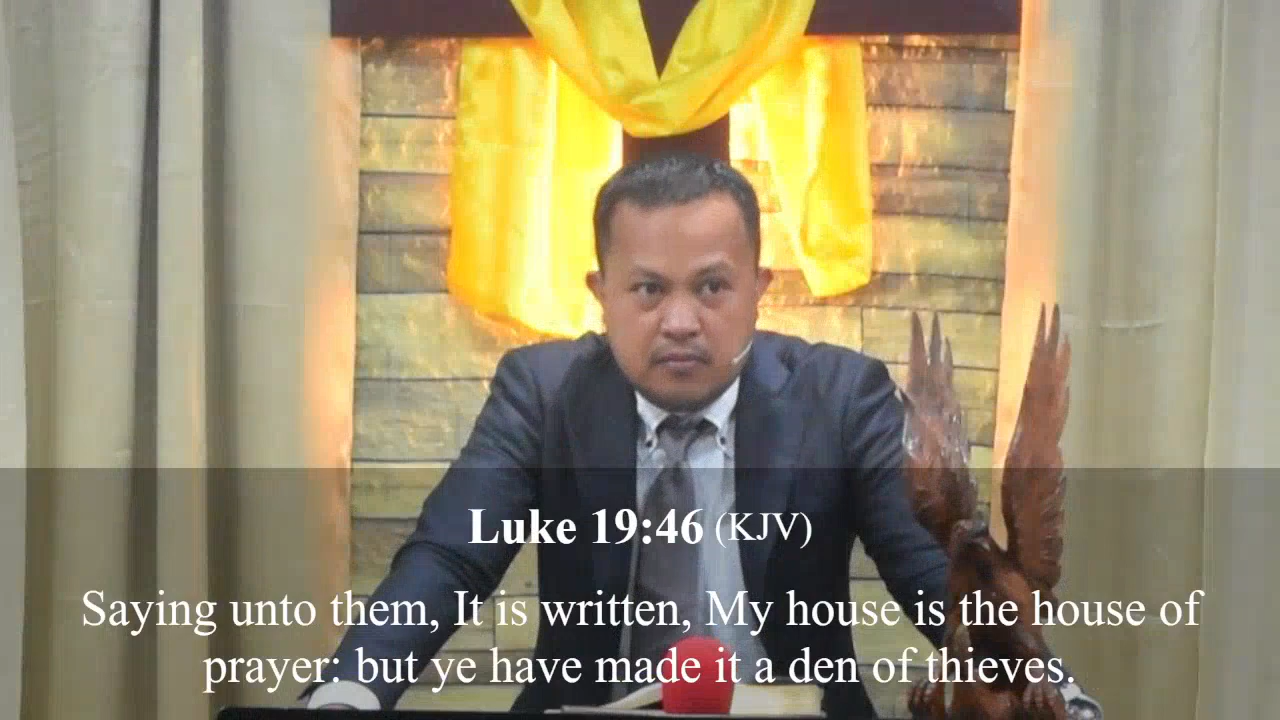 Luke 19:46 (KJV)
Saying unto them, It is written, My house is the house of
prayer: but ye have made it a den of thieves.